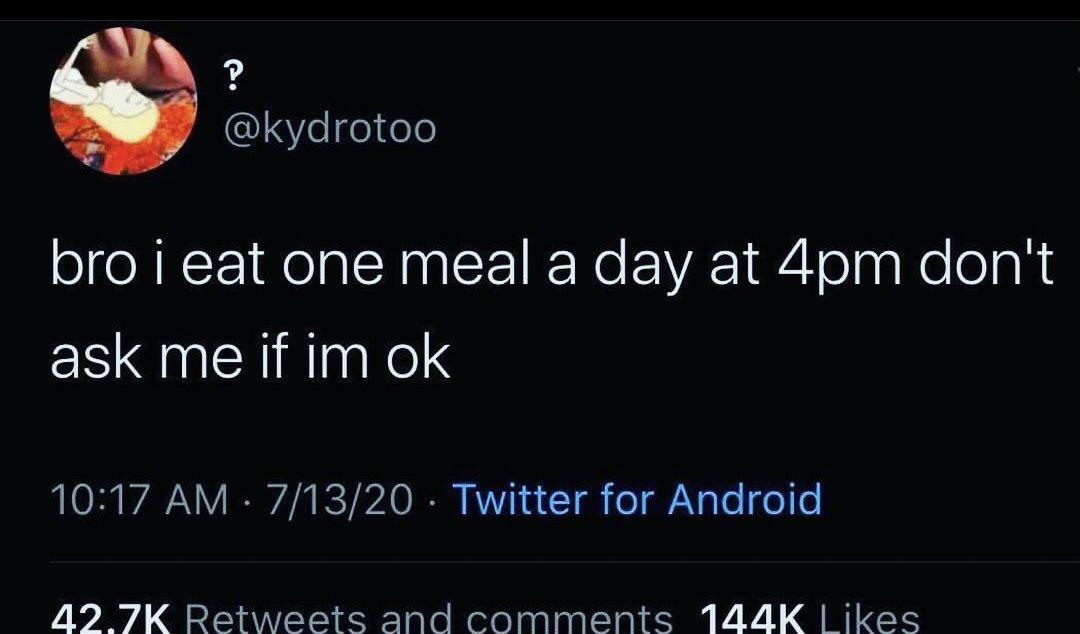 ?
@kydrotoo
bro i eat one meal a day at 4pm don't
ask me if im ok
10:17 AM · 7/13/20 · Twitter for Android
42.7K Retweets and comments 144K Likes